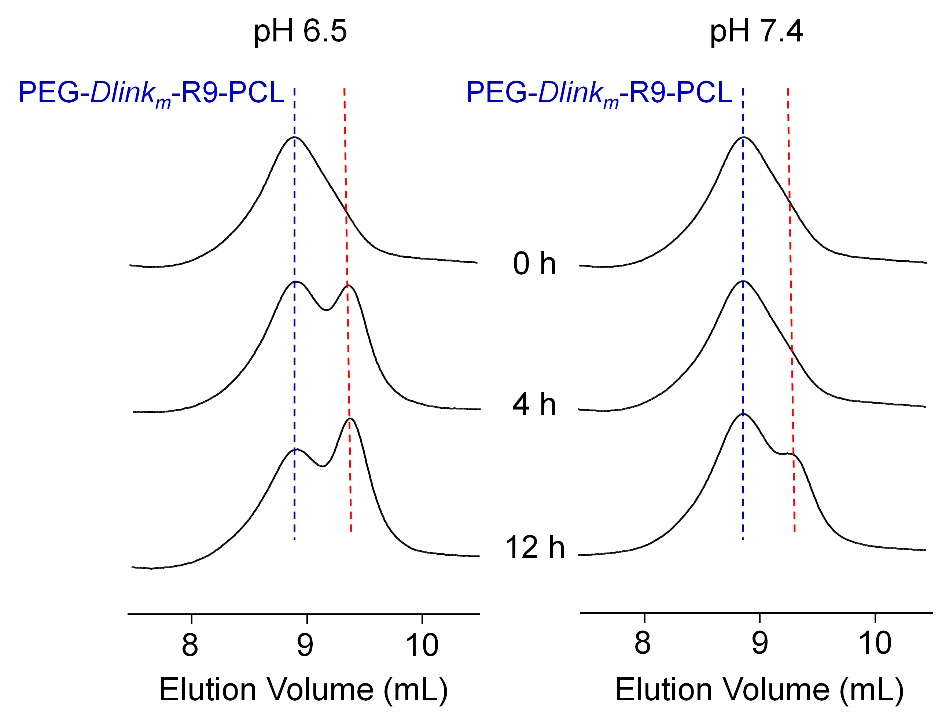 pH 6.5
pH 7.4
PEG-Dlinkm-R9-PCL
PEG-Dlinkm-R9-PCL
0 h
4 h
12 h
8 9 10
8 9 10
Elution Volume (mL)
Elution Volume (mL)